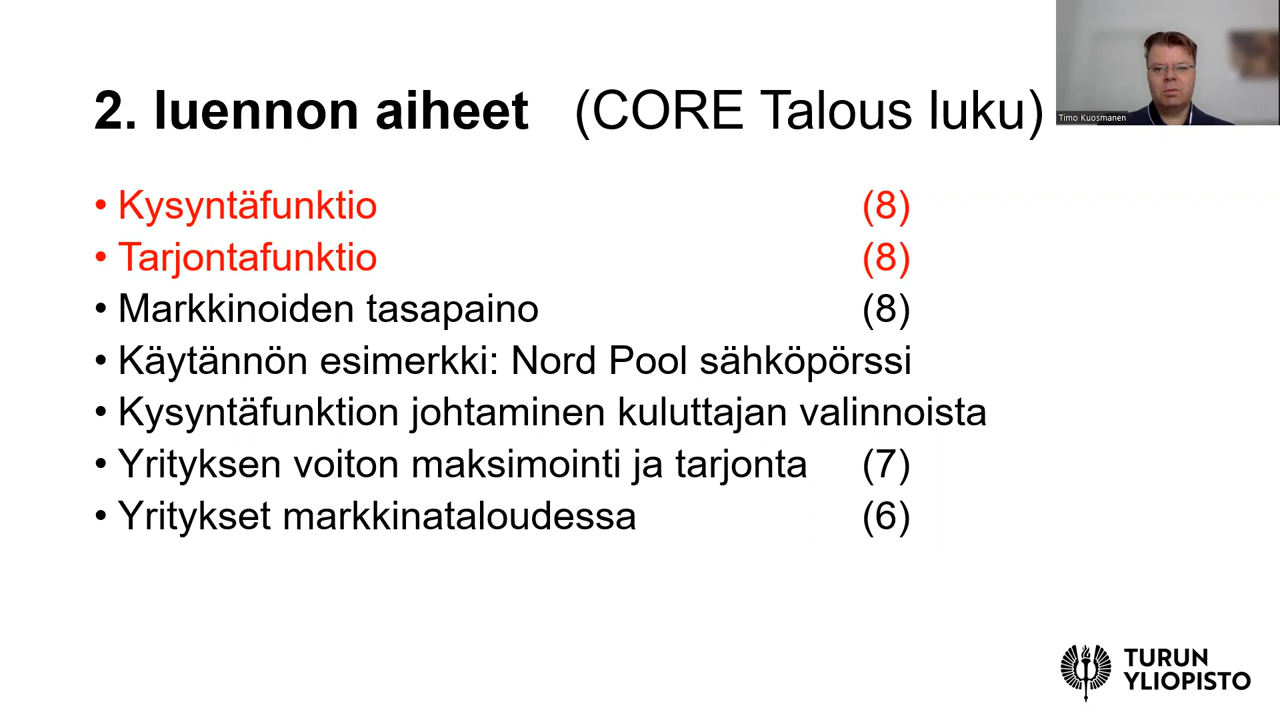 2. luennon aiheet (CORE Talous luku)
Timo Kuosmanen
• Kysyntäfunktio (8)
• Tarjontafunktio (8)
• Markkinoiden tasapaino (8)
• Käytännön esimerkki: Nord Pool sähköpörssi
• Kysyntäfunktion johtaminen kuluttajan valinnoista
• Yrityksen voiton maksimointi ja tarjonta (7)
• Yritykset markkinataloudessa (6)
TURUN
YLIOPISTO